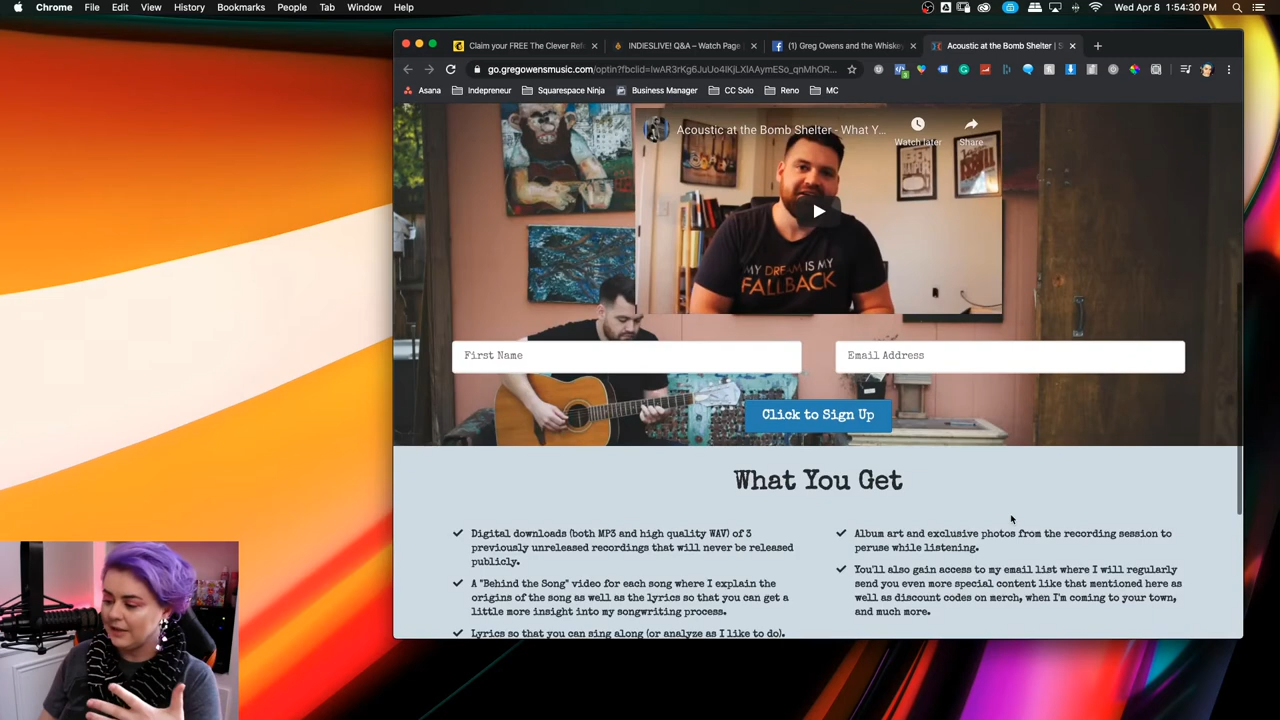 Chrome File Edit View History Bookmarks People Tab Window Help Wed Apr 8 1:54:30 PM
Claim your FREE The Clever Ref INDIESLIVE! Q&A – Watch Page | (1) Greg Owens and the Whiskey Acoustic at the Bomb Shelter | S
go.gregowensmusic.com/optin?fbclid=IwAR3rKg6JuUo4IKjLXlAAymESo_qnMhOR...
Asana Indepreneur Squarespace Ninja Business Manager CC Solo Reno MC
Acoustic at the Bomb Shelter - What Y...
Watch later Share
MY DREAM IS MY
FALLBACK
First Name Email Address
Click to Sign Up
What You Get
Digital downloads (both MP3 and high quality WAV) of 3
previously unreleased recordings that will never be released
publicly.
A "Behind the Song" video for each song where I explain the
origins of the song as well as the lyrics so that you can get a
little more insight into my songwriting process.
Lyrics so that you can sing along (or analyze as I like to do).
Album art and exclusive photos from the recording session to
peruse while listening.
You'll also gain access to my email list where I will regularly
send you even more special content like that mentioned here as
well as discount codes on merch, when I'm coming to your town,
and much more.